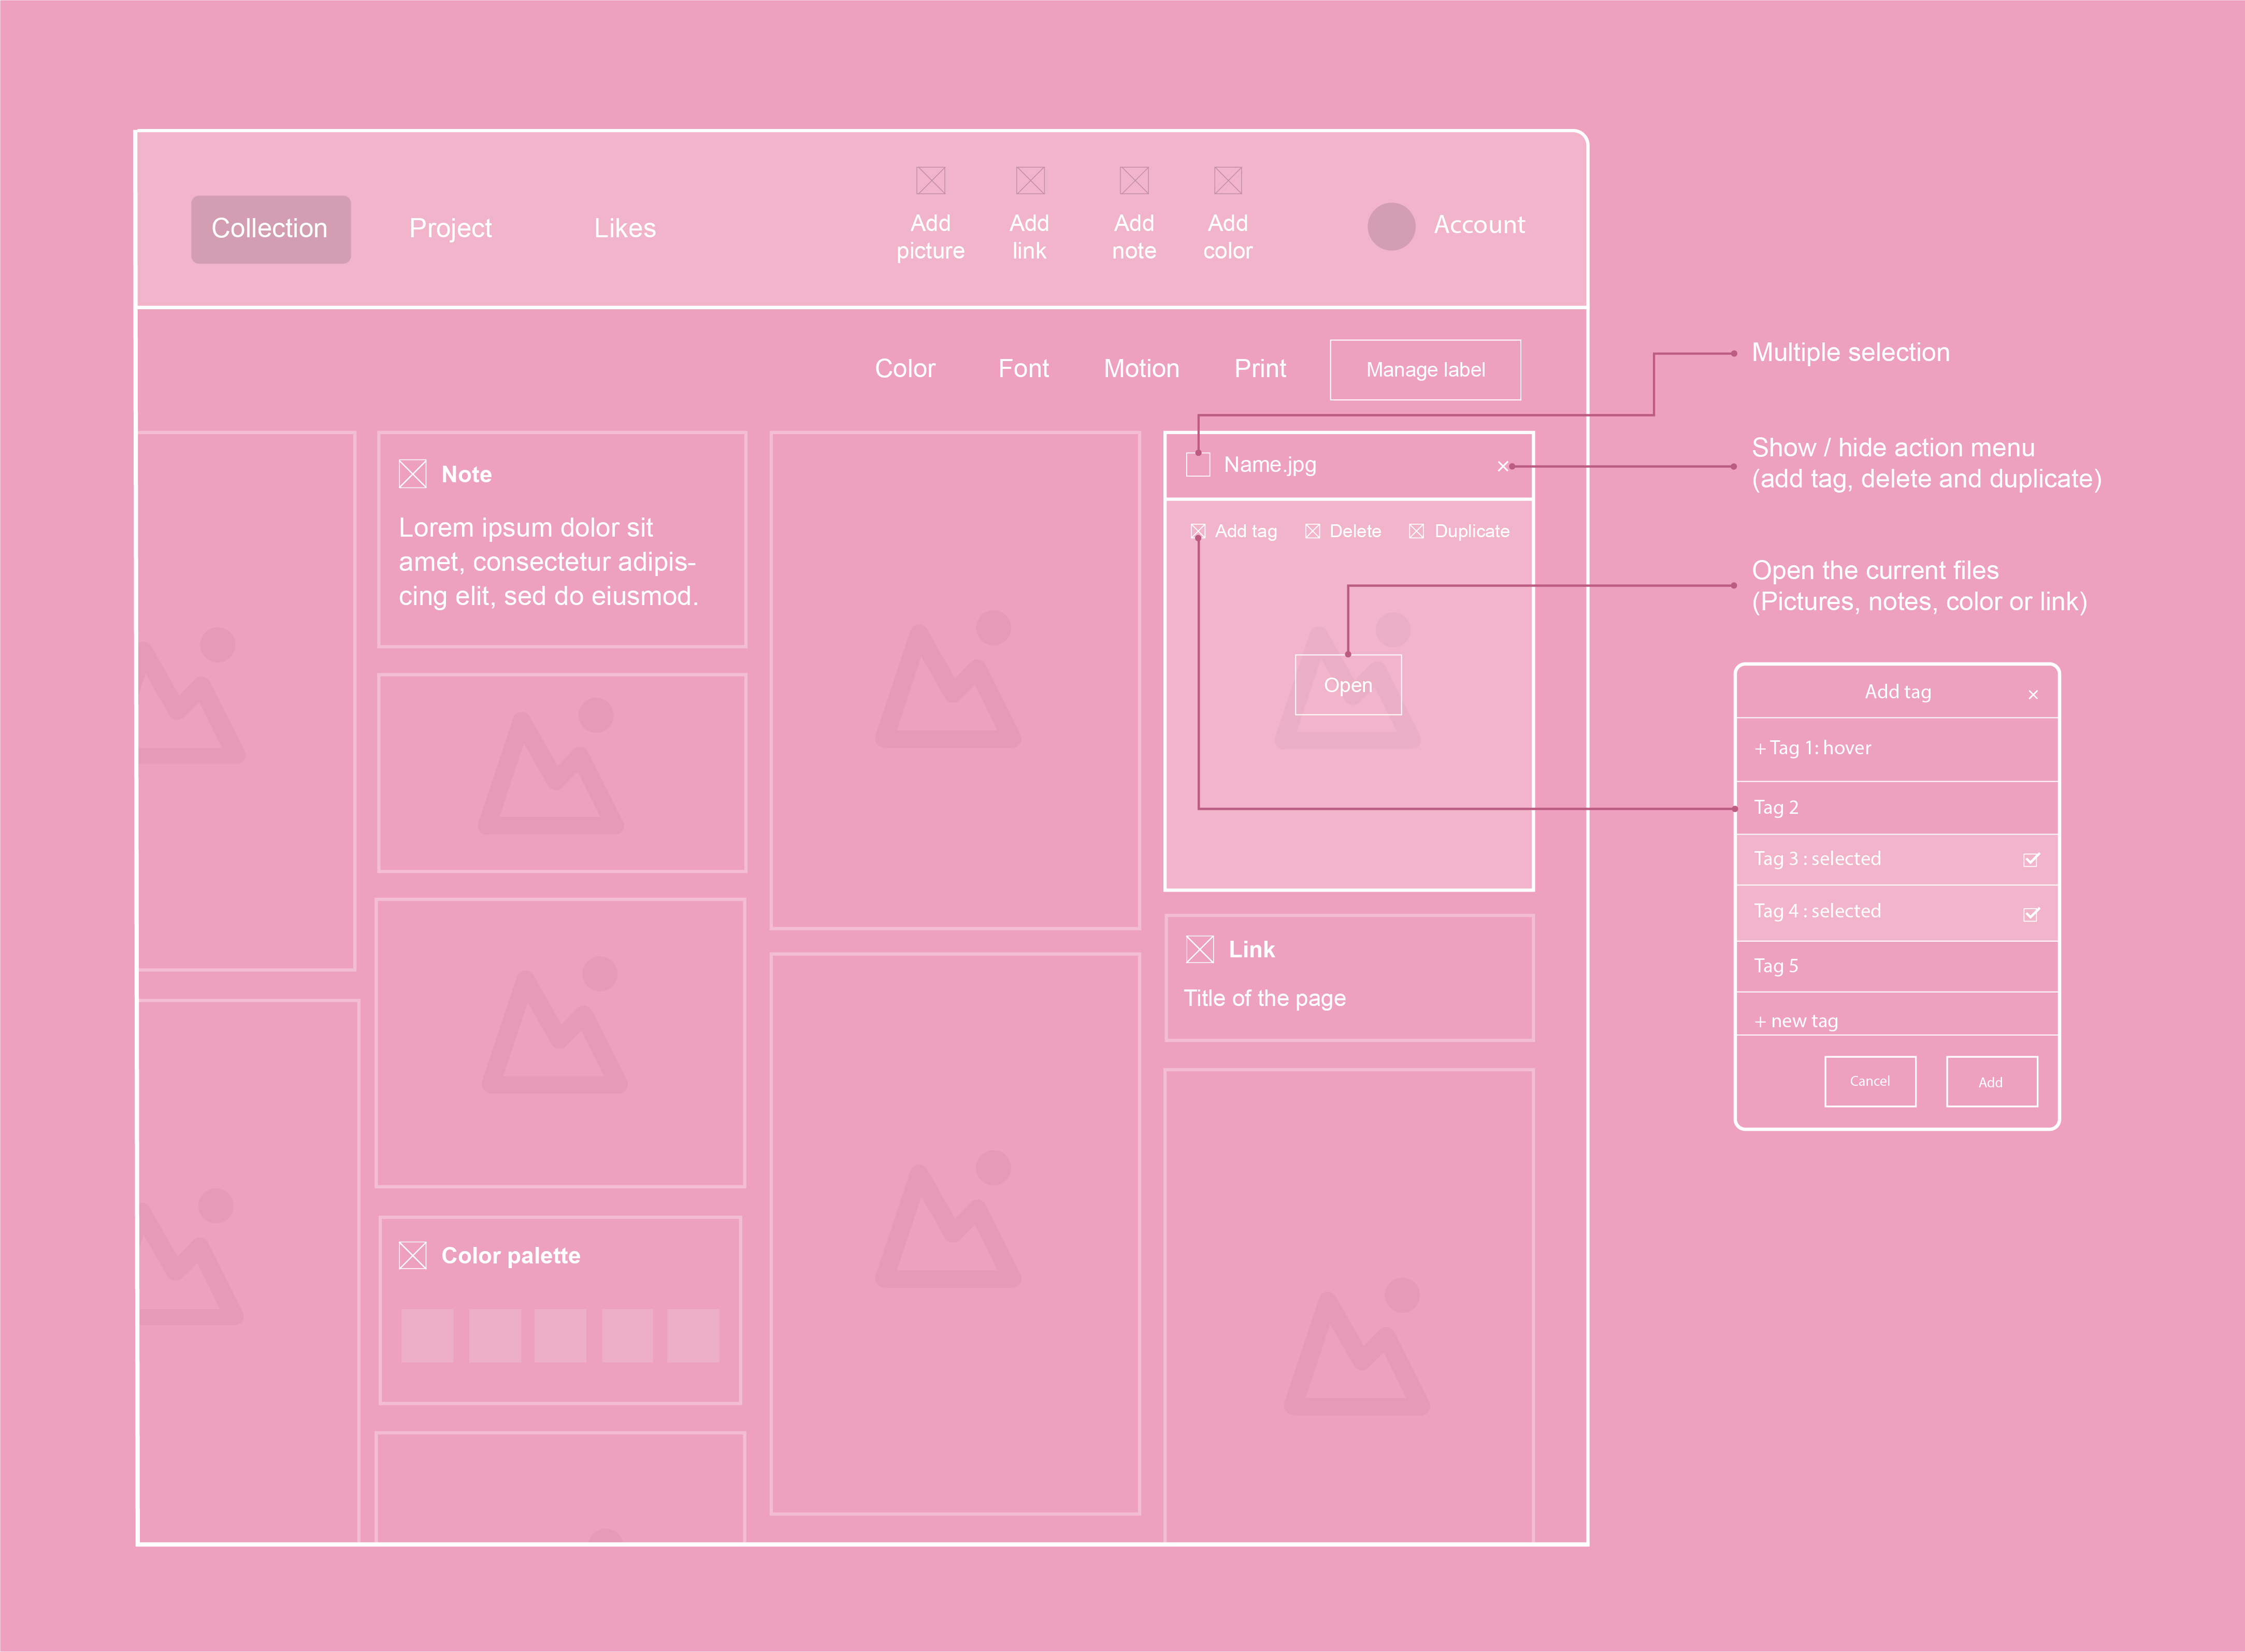 Collection
Project
Likes
Add
picture
Add
link
Add
note
Add
color
Account
Color
Font
Motion
Print
Manage label
Note
Lorem ipsum dolor sit
amet, consectetur adipis-
cing elit, sed do eiusmod.
Color palette
Name.jpg
×
Add tag
Delete
Duplicate
Open
Link
Title of the page
Multiple selection
Show / hide action menu
(add tag, delete and duplicate)
Open the current files
(Pictures, notes, color or link)
Add tag
×
+ Tag 1: hover
Tag 2
Tag 3 : selected
Tag 4 : selected
Tag 5
+ new tag
Cancel
Add